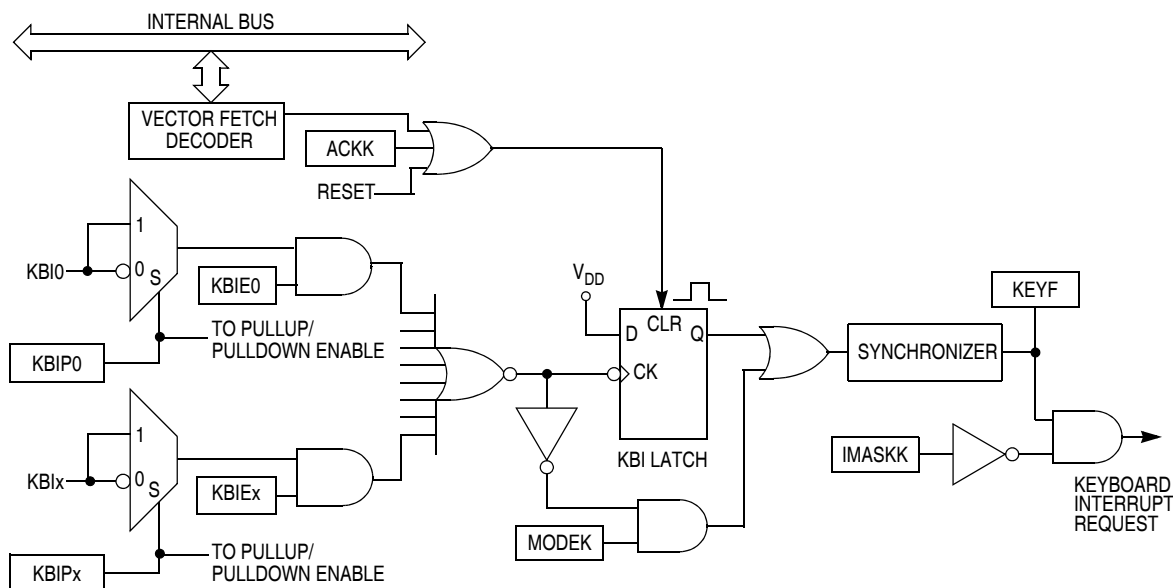 INTERNAL BUS
VECTOR FETCH
DECODER
ACKK
RESET
1
KBI0
0
S
KBIE0
TO PULLUP/
PULLDOWN ENABLE
KBIP0
1
KBIx
0
S
KBIEx
TO PULLUP/
PULLDOWN ENABLE
KBIPx
VDD
D
CLR
Q
CK
KBI LATCH
MODEK
SYNCHRONIZER
KEYF
IMASKK
KEYBOARD
INTERRUPT
REQUEST